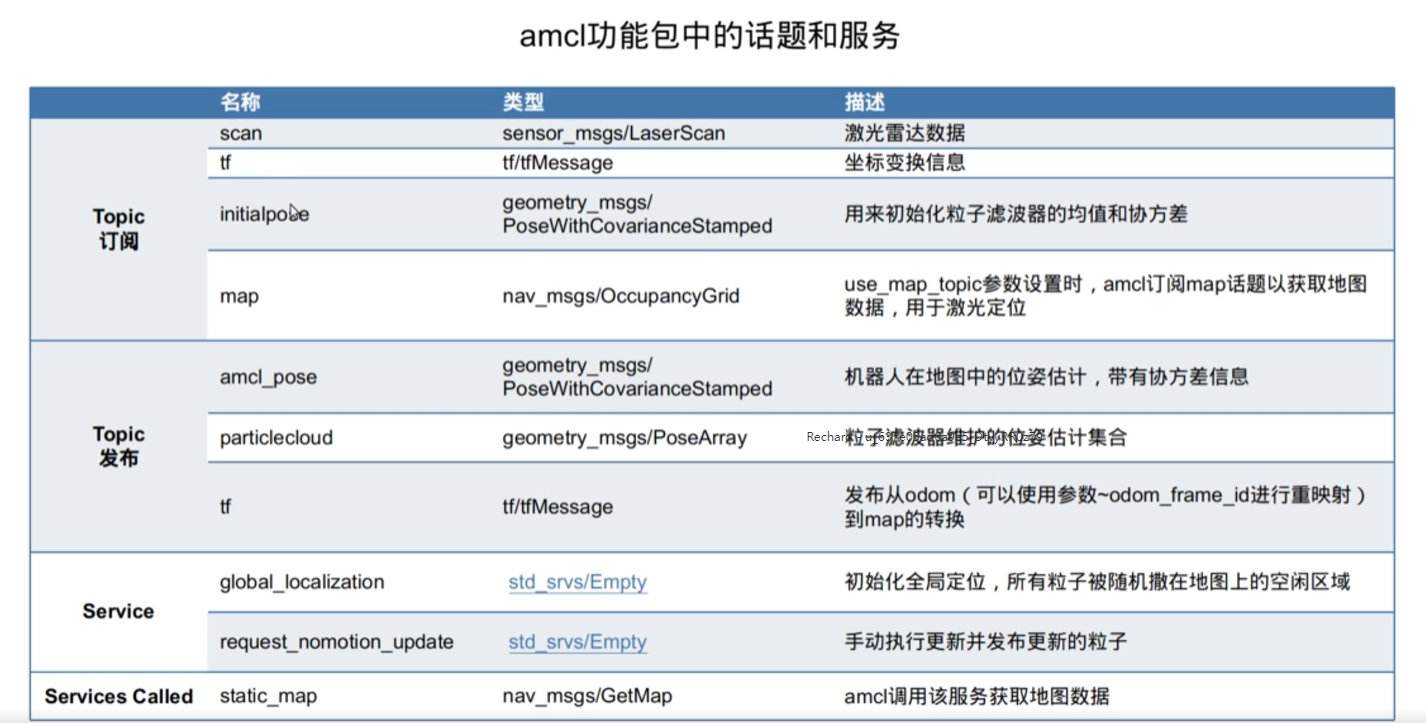 amcl功能包中的话题和服务
名称 类型 描述
Topic
订阅
scan sensor_msgs/LaserScan 激光雷达数据
tf tf/tfMessage 坐标变换信息
initialpose geometry_msgs/
PoseWithCovarianceStamped 用来初始化粒子滤波器的均值和协方差
map nav_msgs/OccupancyGrid use_map_topic参数设置时，amcl订阅map话题以获取地图
数据，用于激光定位
Topic
发布
amcl_pose geometry_msgs/
PoseWithCovarianceStamped 机器人在地图中的位姿估计，带有协方差信息
particlecloud geometry_msgs/PoseArray 粒子滤波器维护的位姿估计集合
tf tf/tfMessage 发布从odom（可以使用参数~odom_frame_id进行重映射）
到map的转换
Service
global_localization std_srvs/Empty 初始化全局定位，所有粒子被随机撒在地图上的空闲区域
request_nomotion_update std_srvs/Empty 手动执行更新并发布更新的粒子
Services Called static_map nav_msgs/GetMap amcl调用该服务获取地图数据